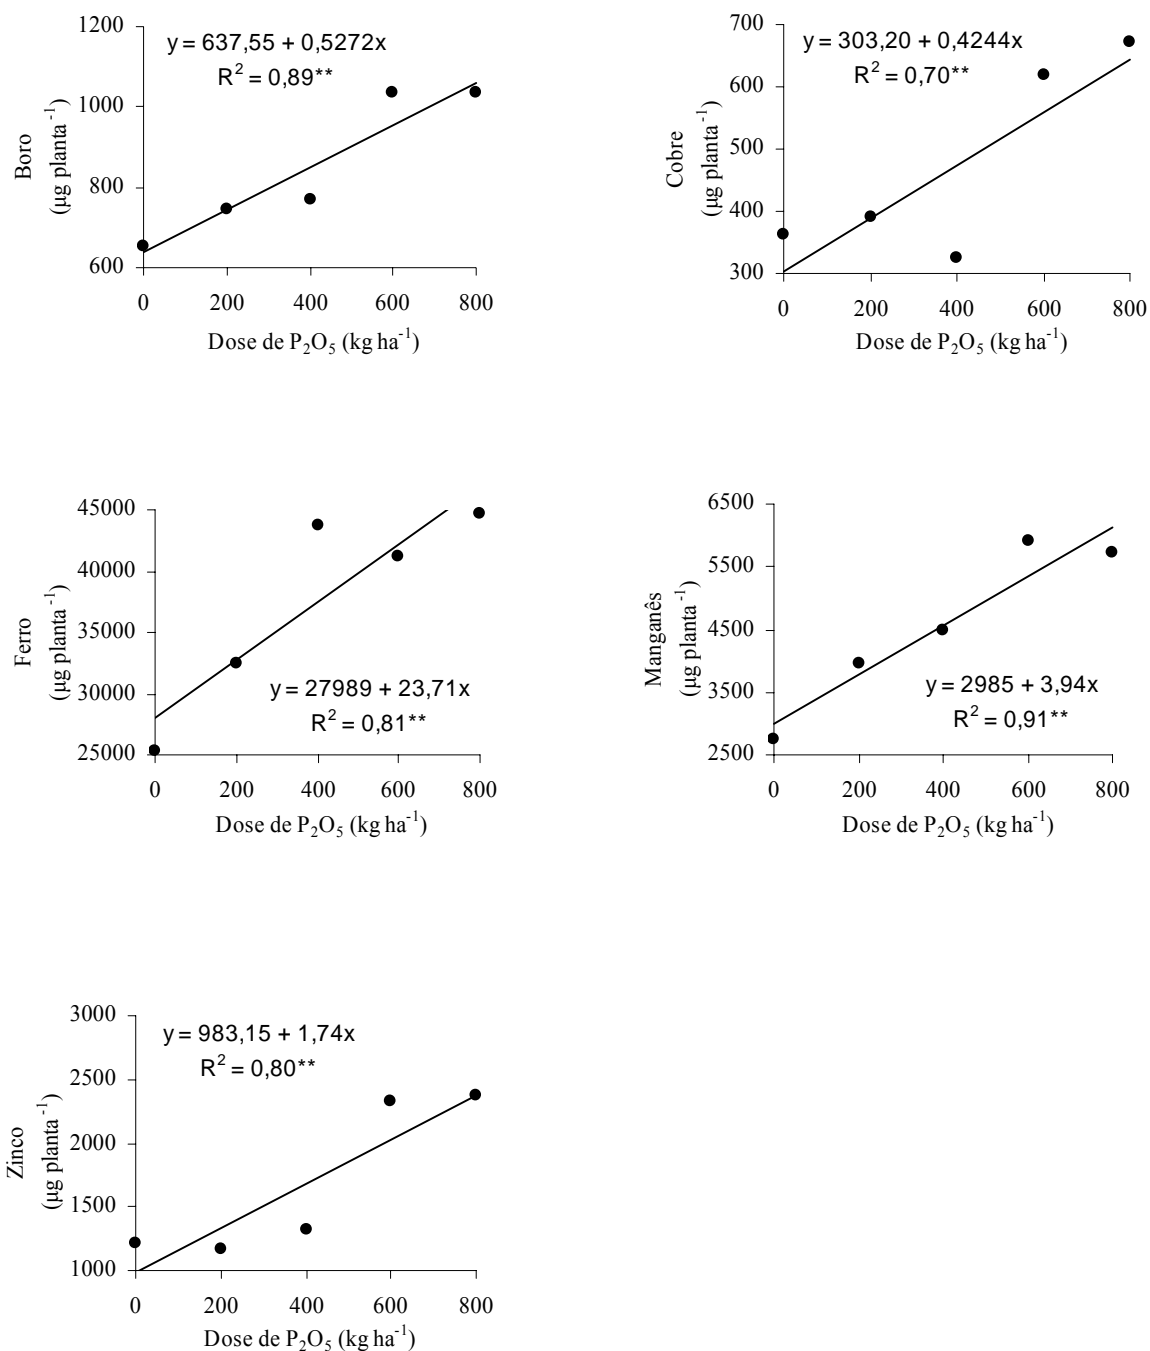 1200
1000
800
600
y = 637,55 + 0,5272x
R² = 0,89**
Boro
(µg planta⁻¹)
0 200 400 600 800
Dose de P₂O₅ (kg ha⁻¹)
700
600
500
400
300
y = 303,20 + 0,4244x
R² = 0,70**
Cobre
(µg planta⁻¹)
0 200 400 600 800
Dose de P₂O₅ (kg ha⁻¹)
45000
40000
35000
30000
25000
Ferro
(µg planta⁻¹)
y = 27989 + 23,71x
R² = 0,81**
0 200 400 600 800
Dose de P₂O₅ (kg ha⁻¹)
6500
5500
4500
3500
2500
Manganês
(µg planta⁻¹)
y = 2985 + 3,94x
R² = 0,91**
0 200 400 600 800
Dose de P₂O₅ (kg ha⁻¹)
3000
2500
2000
1500
1000
y = 983,15 + 1,74x
R² = 0,80**
Zinco
(µg planta⁻¹)
0 200 400 600 800
Dose de P₂O₅ (kg ha⁻¹)